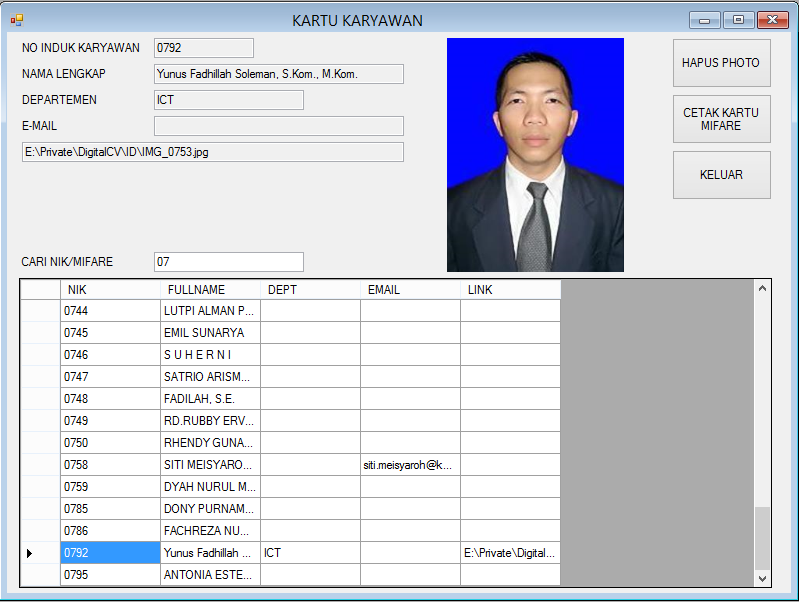 KARTU KARYAWAN
NO INDUK KARYAWAN 0792
NAMA LENGKAP Yunus Fadhillah Soleman, S.Kom., M.Kom.
DEPARTEMEN ICT
E-MAIL
E:\Private\DigitalCV\ID\IMG_0753.jpg
HAPUS PHOTO
CETAK KARTU
MIFARE
KELUAR
CARI NIK/MIFARE 07
NIK FULLNAME DEPT EMAIL LINK
0744 LUTPI ALMAN P...
0745 EMIL SUNARYA
0746 S U H E R N I
0747 SATRIO ARISM...
0748 FADILAH, S.E.
0749 RD.RUBBY ERV...
0750 RHENDY GUNA...
0758 SITI MEISYARO... siti.meisyaroh@k...
0759 DYAH NURUL M...
0785 DONY PURNAM...
0786 FACHREZA NU...
0792 Yunus Fadhillah ... ICT E:\Private\Digital...
0795 ANTONIA ESTE...